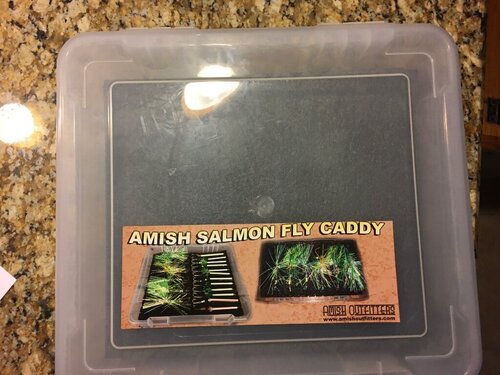 AMISH SALMON FLY CADDY
AMISH OUTFITTERS
www.amishoutfitters.com